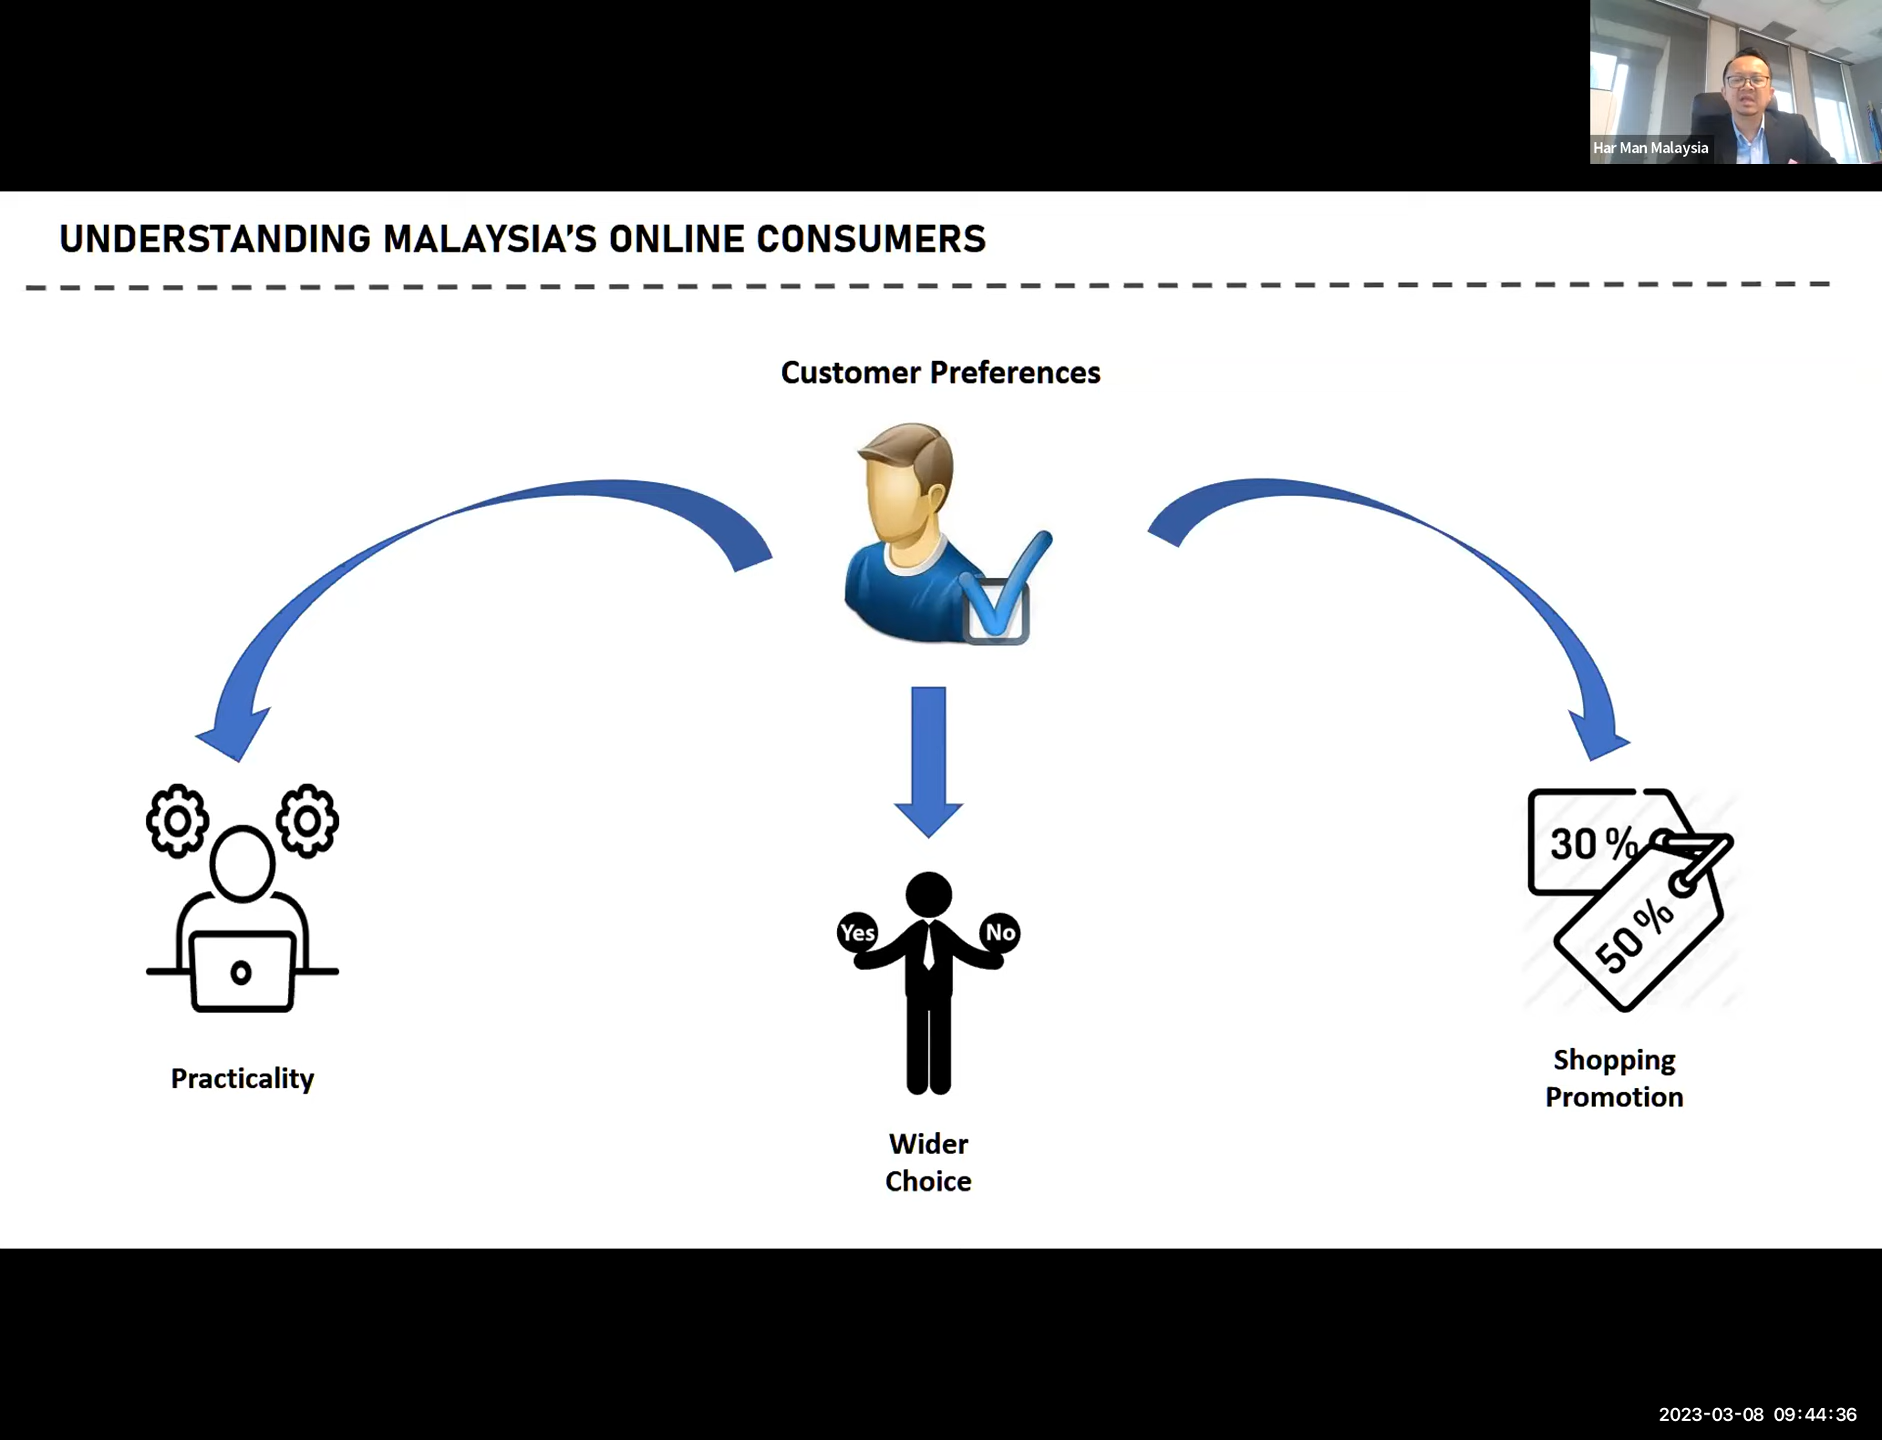 Har Man Malaysia
UNDERSTANDING MALAYSIA'S ONLINE CONSUMERS
Customer Preferences
30 %
50 %
Yes
No
Practicality
Wider
Choice
Shopping
Promotion
2023-03-08 09:44:36